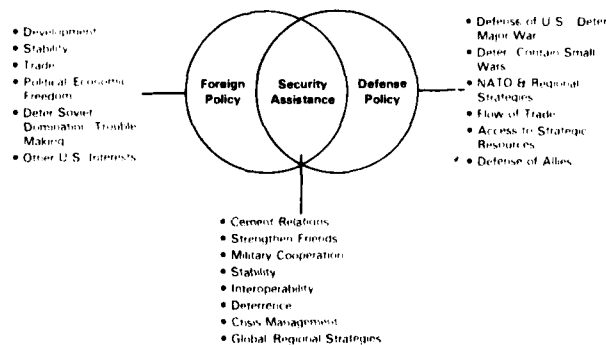 • Development
• Stability
• Trade
• Political Economic
Freedom
• Deter Soviet
Domination Trouble
Making
• Other U.S. Interests
Foreign
Policy
Security
Assistance
Defense
Policy
• Defense of U.S. Deter
Major War
• Deter Contain Small
Wars
• NATO & Regional
Strategies
• Flow of Trade
• Access to Strategic
Resources
• Defense of Allies
• Cement Relations
• Strengthen Friends
• Military Cooperation
• Stability
• Interoperability
• Deterrence
• Crisis Management
• Global Regional Strategies